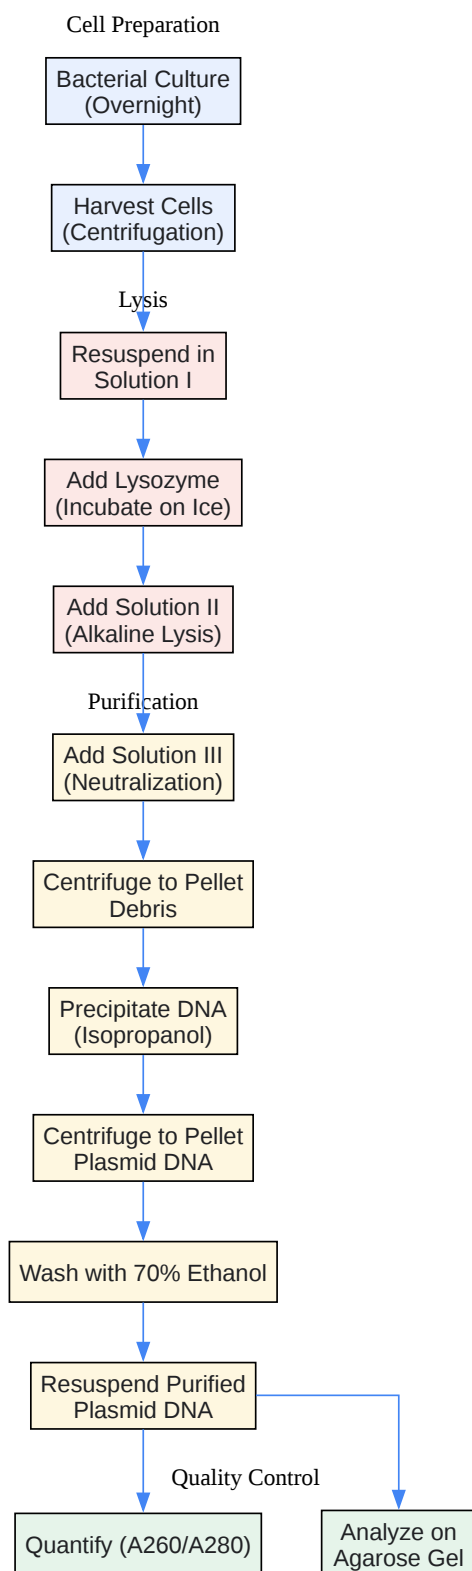 Cell Preparation
Bacterial Culture
(Overnight)
Harvest Cells
(Centrifugation)
Lysis
Resuspend in
Solution I
Add Lysozyme
(Incubate on Ice)
Add Solution II
(Alkaline Lysis)
Purification
Add Solution III
(Neutralization)
Centrifuge to Pellet
Debris
Precipitate DNA
(Isopropanol)
Centrifuge to Pellet
Plasmid DNA
Wash with 70% Ethanol
Resuspend Purified
Plasmid DNA
Quality Control
Quantify (A260/A280)
Analyze on
Agarose Gel